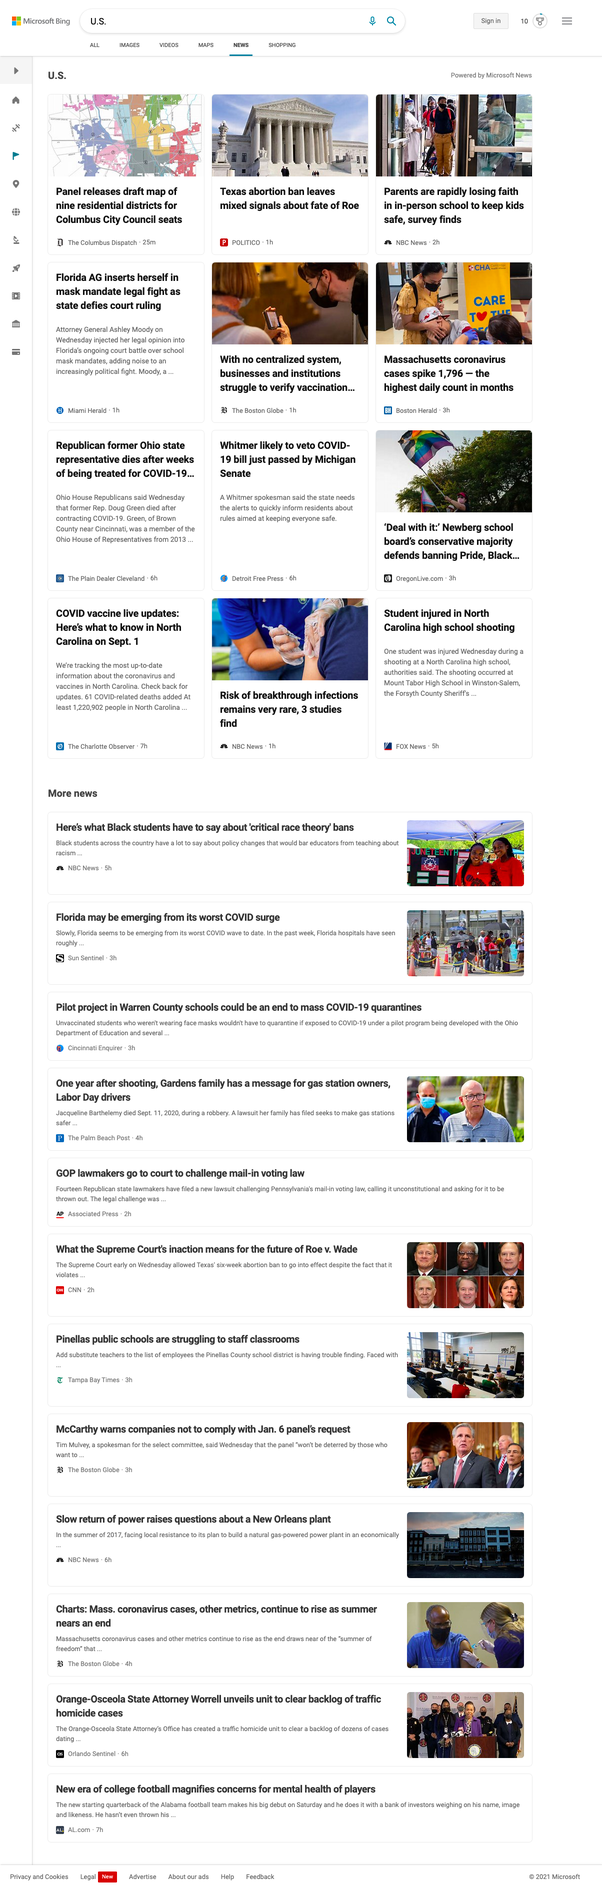 Microsoft Bing
U.S.
Sign in
10
ALL IMAGES VIDEOS MAPS NEWS SHOPPING
U.S.
Powered by Microsoft News
Panel releases draft map of
nine residential districts for
Columbus City Council seats
The Columbus Dispatch · 25m
Texas abortion ban leaves
mixed signals about fate of Roe
POLITICO · 1h
Parents are rapidly losing faith
in in-person school to keep kids
safe, survey finds
NBC News · 2h
Florida AG inserts herself in
mask mandate legal fight as
state defies court ruling
Attorney General Ashley Moody on
Wednesday injected her legal opinion into
Florida's ongoing court battle over school
mask mandates, adding noise to an
increasingly political fight. Moody, a ...
Miami Herald · 1h
With no centralized system,
businesses and institutions
struggle to verify vaccination...
The Boston Globe · 1h
CHA
CARE
TO
THE
Massachusetts coronavirus
cases spike 1,796 — the
highest daily count in months
Boston Herald · 3h
Republican former Ohio state
representative dies after weeks
of being treated for COVID-19...
Ohio House Republicans said Wednesday
that former Rep. Doug Green died after
contracting COVID-19. Green, of Brown
County near Cincinnati, was a member of the
Ohio House of Representatives from 2013 ...
The Plain Dealer Cleveland · 6h
Whitmer likely to veto COVID-
19 bill just passed by Michigan
Senate
A Whitmer spokesman said the state needs
the alerts to quickly inform residents about
rules aimed at keeping everyone safe.
Detroit Free Press · 6h
'Deal with it:' Newberg school
board's conservative majority
defends banning Pride, Black...
OregonLive.com · 3h
COVID vaccine live updates:
Here's what to know in North
Carolina on Sept. 1
We're tracking the most up-to-date
information about the coronavirus and
vaccines in North Carolina. Check back for
updates. 61 COVID-related deaths added At
least 1,220,902 people in North Carolina ...
The Charlotte Observer · 7h
Risk of breakthrough infections
remains very rare, 3 studies
find
NBC News · 1h
Student injured in North
Carolina high school shooting
One student was injured Wednesday during a
shooting at a North Carolina high school,
authorities said. The shooting occurred at
Mount Tabor High School in Winston-Salem,
the Forsyth County Sheriff's ...
FOX News · 5h
More news
Here's what Black students have to say about 'critical race theory' bans
Black students across the country have a lot to say about policy changes that would bar educators from teaching about
racism ...
NBC News · 5h
JUNETEENTH
Florida may be emerging from its worst COVID surge
Slowly, Florida seems to be emerging from its worst COVID wave to date. In the past week, Florida hospitals have seen
roughly ...
Sun Sentinel · 3h
Pilot project in Warren County schools could be an end to mass COVID-19 quarantines
Unvaccinated students who weren't wearing face masks wouldn't have to quarantine if exposed to COVID-19 under a pilot program being developed with the Ohio
Department of Education and several ...
Cincinnati Enquirer · 3h
One year after shooting, Gardens family has a message for gas station owners,
Labor Day drivers
Jacqueline Barthelemy died Sept. 11, 2020, during a robbery. A lawsuit her family has filed seeks to make gas stations
safer ...
The Palm Beach Post · 4h
GOP lawmakers go to court to challenge mail-in voting law
Fourteen Republican state lawmakers have filed a new lawsuit challenging Pennsylvania's mail-in voting law, calling it unconstitutional and asking for it to be
thrown out. The legal challenge was ...
AP Associated Press · 2h
What the Supreme Court's inaction means for the future of Roe v. Wade
The Supreme Court early on Wednesday allowed Texas' six-week abortion ban to go into effect despite the fact that it
violates ...
CNN · 2h
Pinellas public schools are struggling to staff classrooms
Add substitute teachers to the list of employees the Pinellas County school district is having trouble finding. Faced with
...
Tampa Bay Times · 3h
McCarthy warns companies not to comply with Jan. 6 panel's request
Tim Mulvey, a spokesman for the select committee, said Wednesday that the panel "won't be deterred by those who
want to ...
The Boston Globe · 3h
Slow return of power raises questions about a New Orleans plant
In the summer of 2017, facing local resistance to its plan to build a natural gas-powered power plant in an economically
...
NBC News · 6h
Charts: Mass. coronavirus cases, other metrics, continue to rise as summer
nears an end
Massachusetts coronavirus cases and other metrics continue to rise as the end draws near of the "summer of
freedom" that ...
The Boston Globe · 4h
Orange-Osceola State Attorney Worrell unveils unit to clear backlog of traffic
homicide cases
The Orange-Osceola State Attorney's Office has created a traffic homicide unit to clear a backlog of dozens of cases
dating ...
Orlando Sentinel · 6h
New era of college football magnifies concerns for mental health of players
The new starting quarterback of the Alabama football team makes his big debut on Saturday and he does it with a bank of investors weighing on his name, image
and likeness. He hasn't even thrown his ...
AL.com · 7h
Privacy and Cookies Legal New Advertise About our ads Help Feedback
© 2021 Microsoft